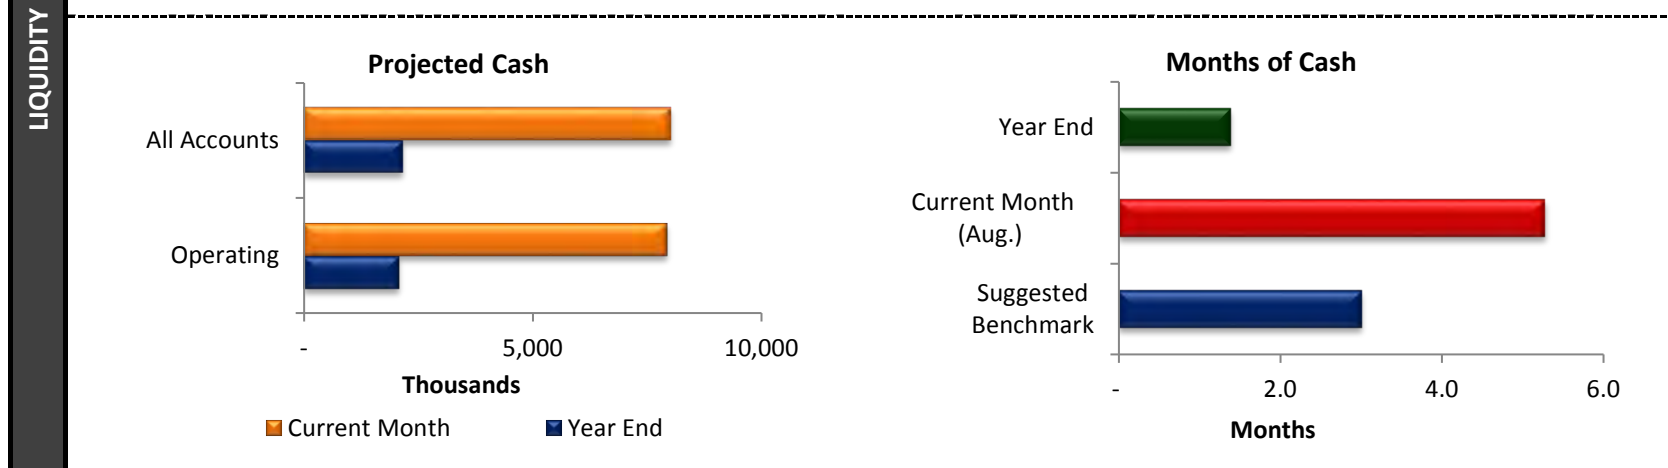 LIQUIDITY
Projected Cash
All Accounts
Operating
-
5,000
10,000
Thousands
Current Month
Year End
Months of Cash
Year End
Current Month
(Aug.)
Suggested
Benchmark
-
2.0
4.0
6.0
Months